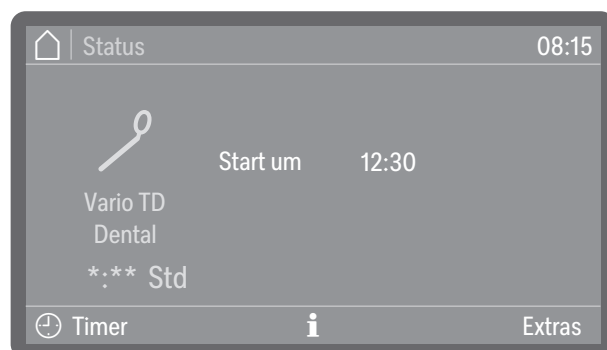 Status 08:15
Start um 12:30
Vario TD
Dental
*:** Std
Timer i Extras